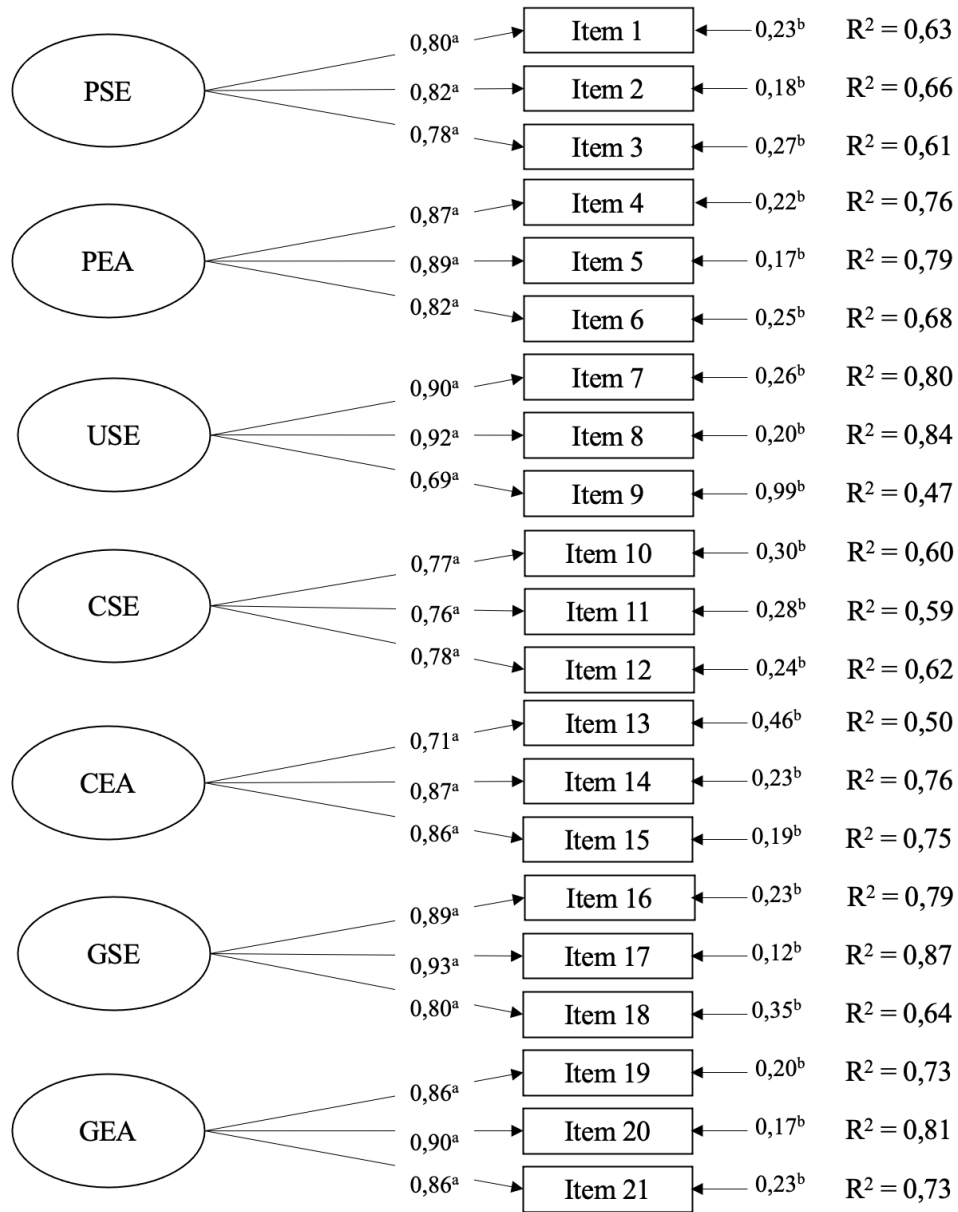 0,80ᵃ Item 1 0,23ᵇ R² = 0,63
PSE 0,82ᵃ Item 2 0,18ᵇ R² = 0,66
0,78ᵃ Item 3 0,27ᵇ R² = 0,61
0,87ᵃ Item 4 0,22ᵇ R² = 0,76
PEA 0,89ᵃ Item 5 0,17ᵇ R² = 0,79
0,82ᵃ Item 6 0,25ᵇ R² = 0,68
0,90ᵃ Item 7 0,26ᵇ R² = 0,80
USE 0,92ᵃ Item 8 0,20ᵇ R² = 0,84
0,69ᵃ Item 9 0,99ᵇ R² = 0,47
0,77ᵃ Item 10 0,30ᵇ R² = 0,60
CSE 0,76ᵃ Item 11 0,28ᵇ R² = 0,59
0,78ᵃ Item 12 0,24ᵇ R² = 0,62
0,71ᵃ Item 13 0,46ᵇ R² = 0,50
CEA 0,87ᵃ Item 14 0,23ᵇ R² = 0,76
0,86ᵃ Item 15 0,19ᵇ R² = 0,75
0,89ᵃ Item 16 0,23ᵇ R² = 0,79
GSE 0,93ᵃ Item 17 0,12ᵇ R² = 0,87
0,80ᵃ Item 18 0,35ᵇ R² = 0,64
0,86ᵃ Item 19 0,20ᵇ R² = 0,73
GEA 0,90ᵃ Item 20 0,17ᵇ R² = 0,81
0,86ᵃ Item 21 0,23ᵇ R² = 0,73